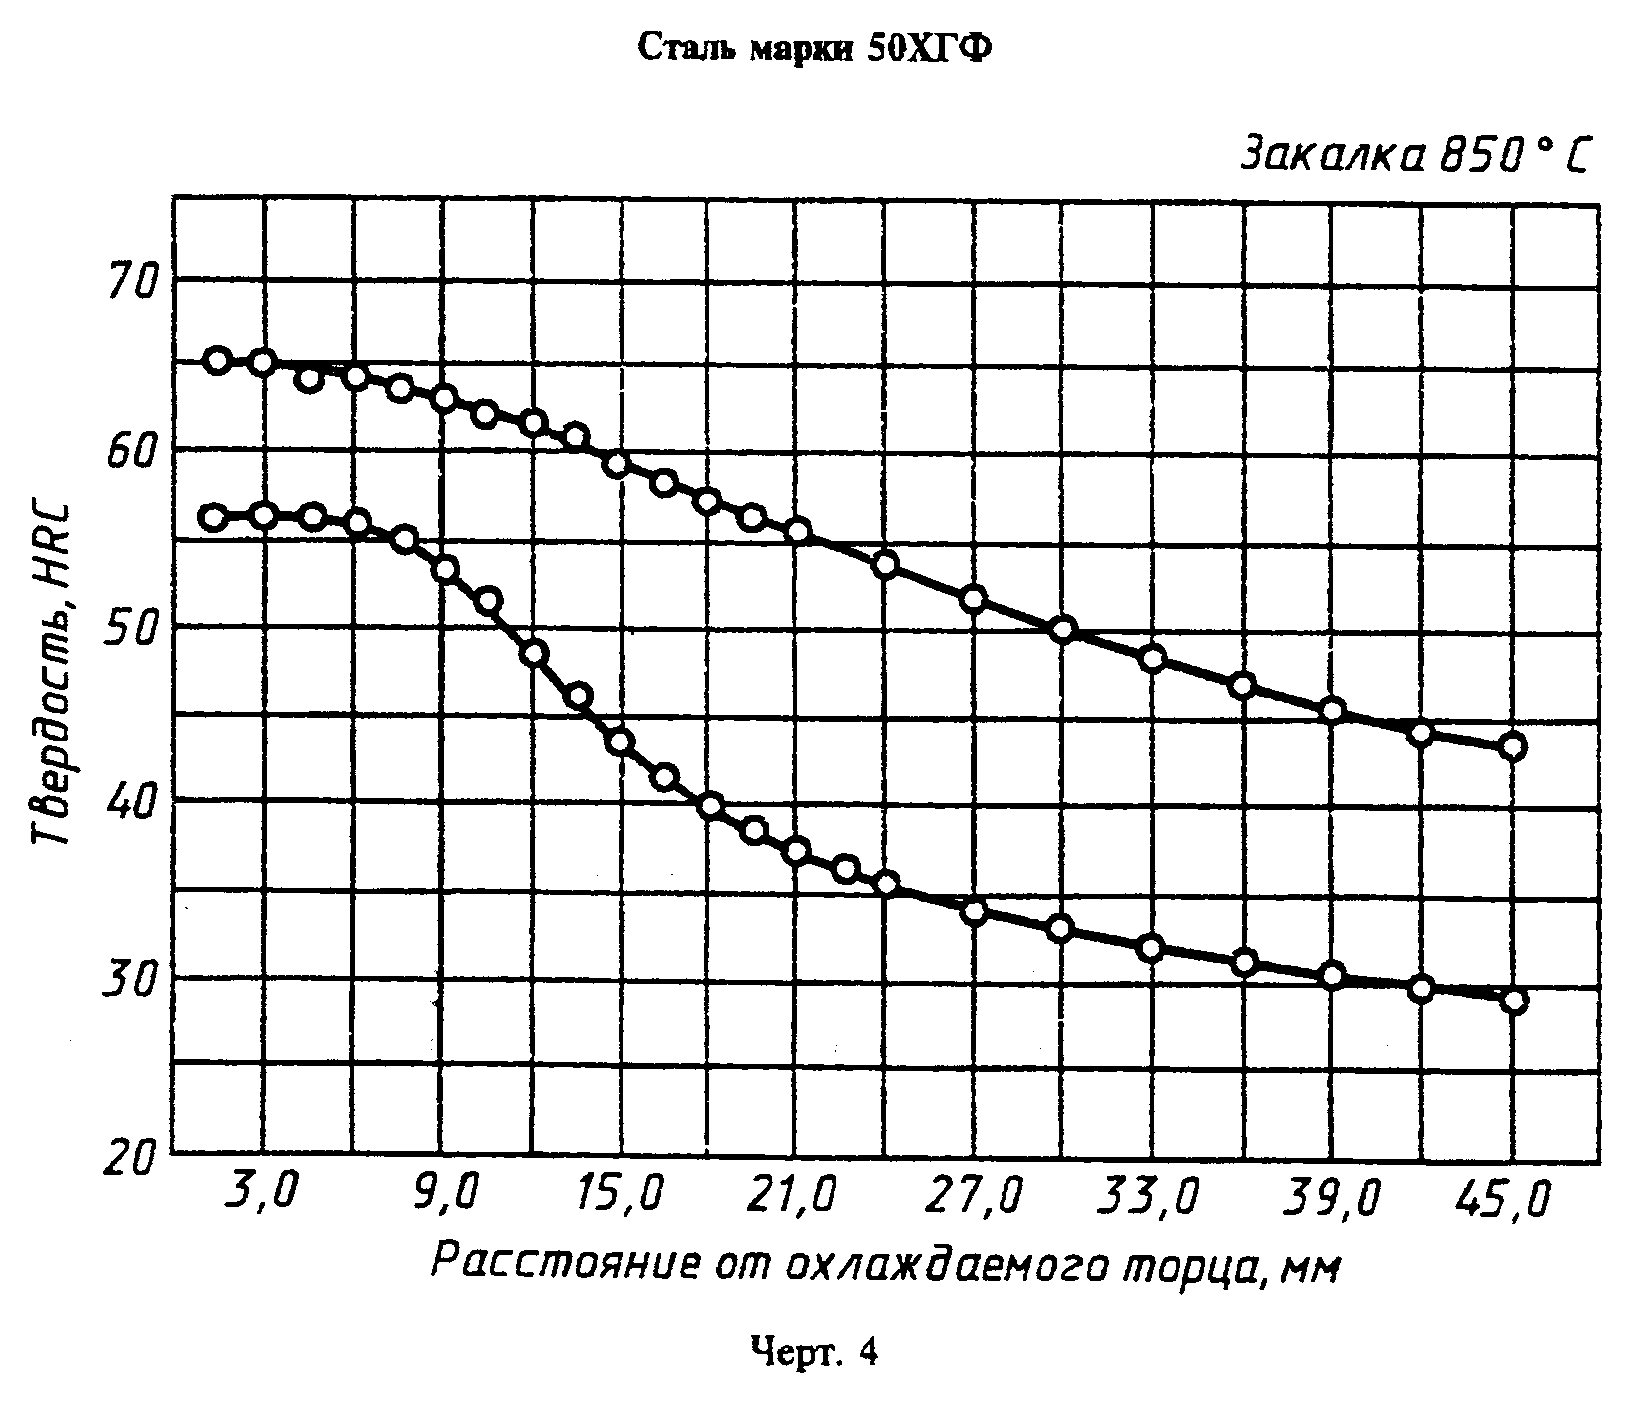 Сталь марки 50ХГФ
Закалка 850°С
Твердость, HRC
70
60
50
40
30
20
3,0 9,0 15,0 21,0 27,0 33,0 39,0 45,0
Расстояние от охлаждаемого торца, мм
Черт. 4